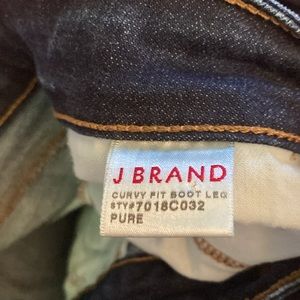 J BRAND
CURVY FIT BOOT LEG
STY#7018C032
PURE